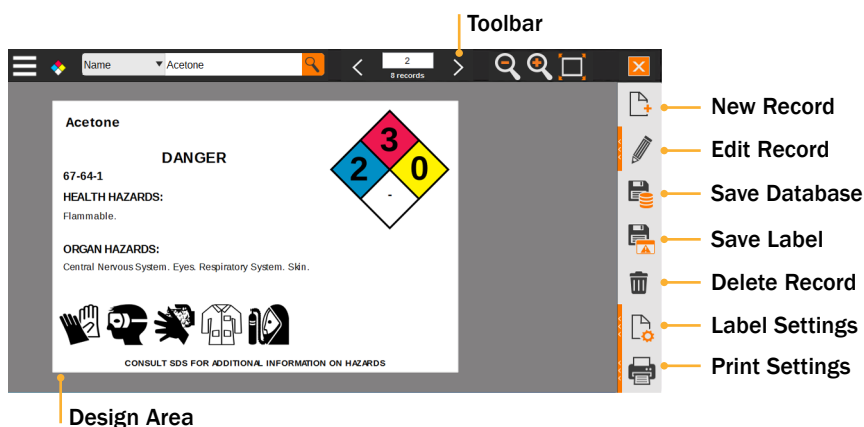 Toolbar
Name
Acetone
2
8 records
Acetone
DANGER
67-64-1
HEALTH HAZARDS:
Flammable.
ORGAN HAZARDS:
Central Nervous System. Eyes. Respiratory System. Skin.
3
2
0
-
CONSULT SDS FOR ADDITIONAL INFORMATION ON HAZARDS
New Record
Edit Record
Save Database
Save Label
Delete Record
Label Settings
Print Settings
Design Area